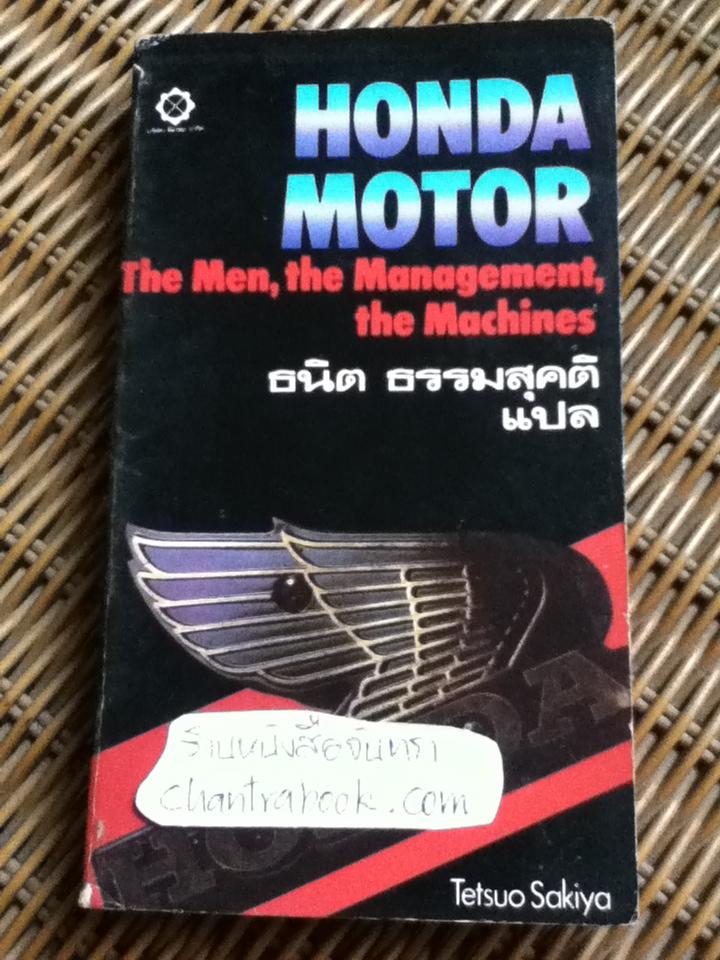 HONDA
MOTOR
The Men, the Management,
the Machines
ธนิต ธรรมสุคติ
แปล
ร้านหนังสือจันทรา
chantrabook.com
HONDA
Tetsuo Sakiya